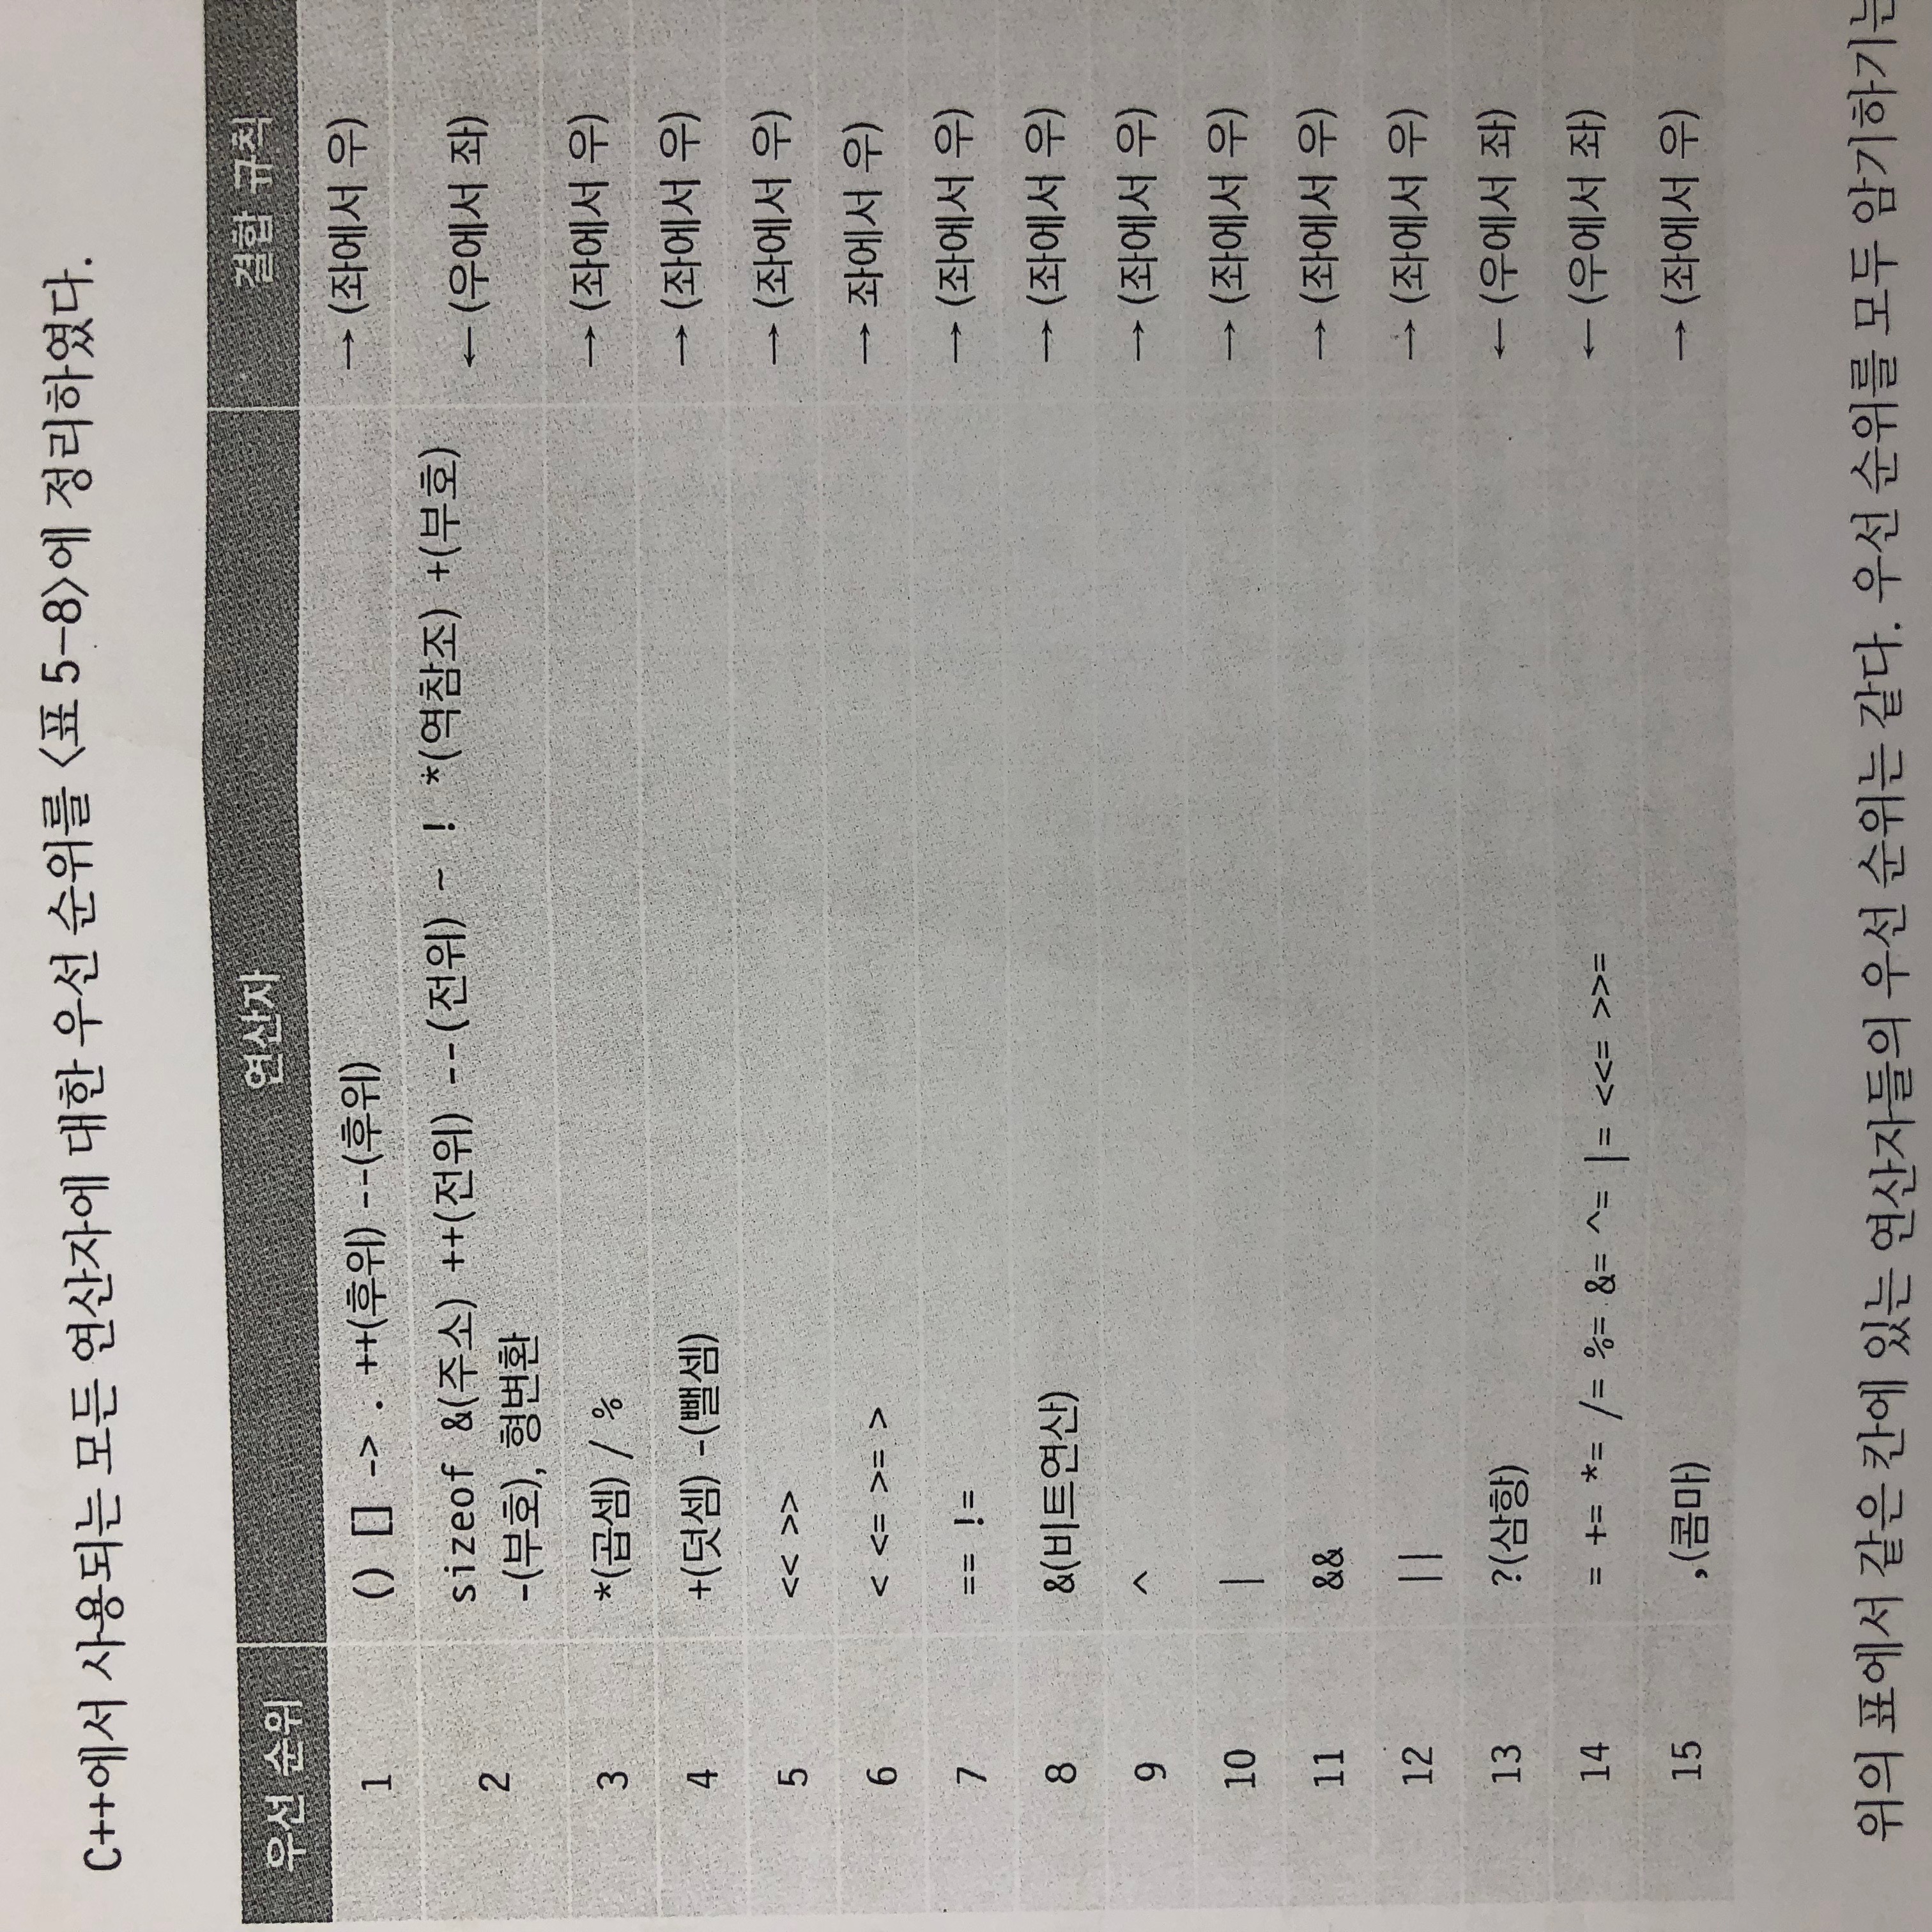 C++에서 사용되는 모든 연산자에 대한 우선 순위를 〈표 5-8〉에 정리하였다.
우선 순위 연산자 결합 규칙
1 () [] -> . ++(후위) --(후위) → (좌에서 우)
2 sizeof &(주소) ++(전위) --(전위) ~ ! *(역참조) +(부호) ← (우에서 좌)
-(부호), 형변환
3 *(곱셈) / % → (좌에서 우)
4 +(덧셈) -(뺄셈) → (좌에서 우)
5 << >> → (좌에서 우)
6 < <= >= > → 좌에서 우)
7 == != → (좌에서 우)
8 &(비트연산) → (좌에서 우)
9 ^ → (좌에서 우)
10 | → (좌에서 우)
11 && → (좌에서 우)
12 || → (좌에서 우)
13 ?(삼항) ← (우에서 좌)
14 = += *= /= %= &= ^= |= <<= >>= ← (우에서 좌)
15 ,(콤마) → (좌에서 우)
위의 표에서 같은 칸에 있는 연산자들의 우선 순위는 같다. 우선 순위를 모두 암기하기는